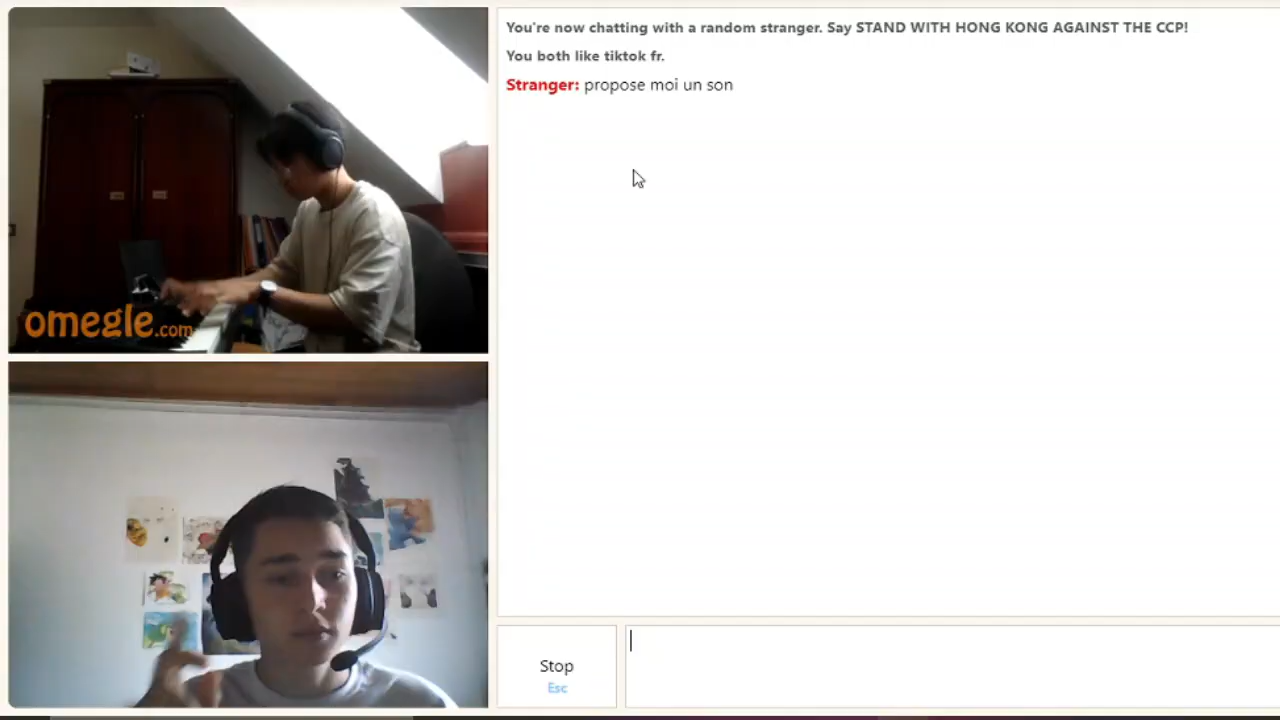 You're now chatting with a random stranger. Say STAND WITH HONG KONG AGAINST THE CCP!
You both like tiktok fr.
Stranger: propose moi un son
omegle.com
Stop
Esc